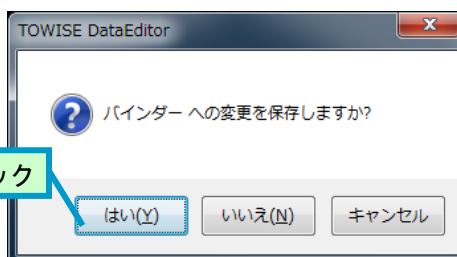 TOWISE DataEditor
バインダー への変更を保存しますか?
ック
はい(Y)
いいえ(N)
キャンセル